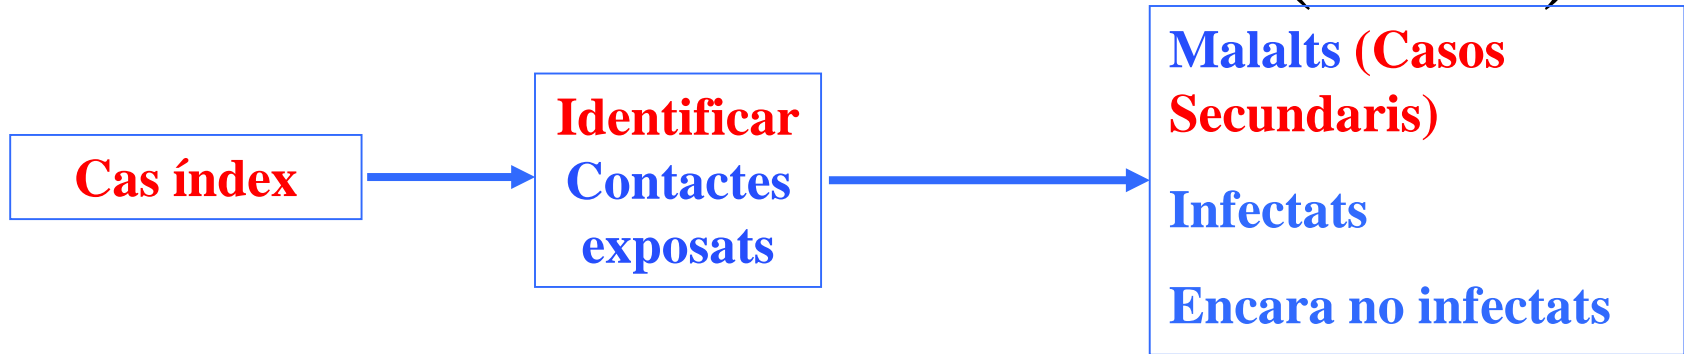 Cas índex
Identificar
Contactes
exposats
Malalts (Casos
Secundaris)
Infectats
Encara no infectats